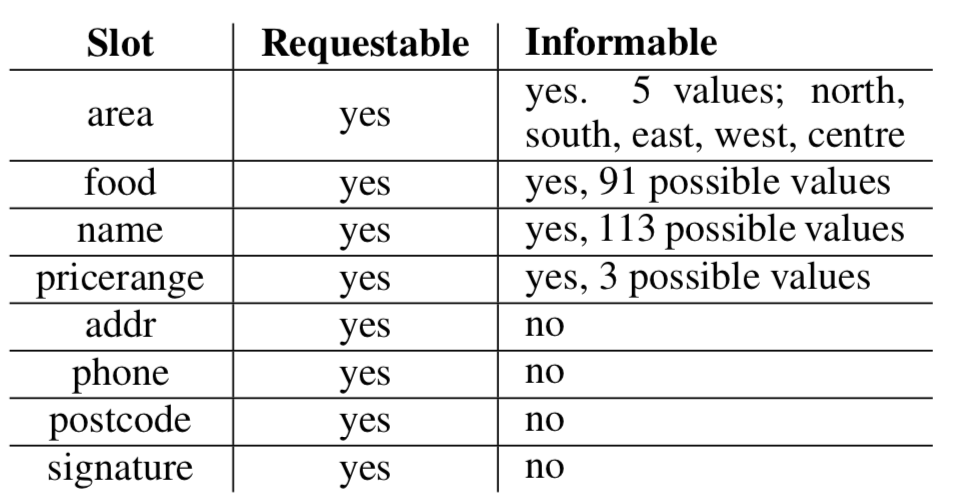 Slot Requestable Informable
area yes yes. 5 values; north,
south, east, west, centre
food yes yes, 91 possible values
name yes yes, 113 possible values
pricerange yes yes, 3 possible values
addr yes no
phone yes no
postcode yes no
signature yes no